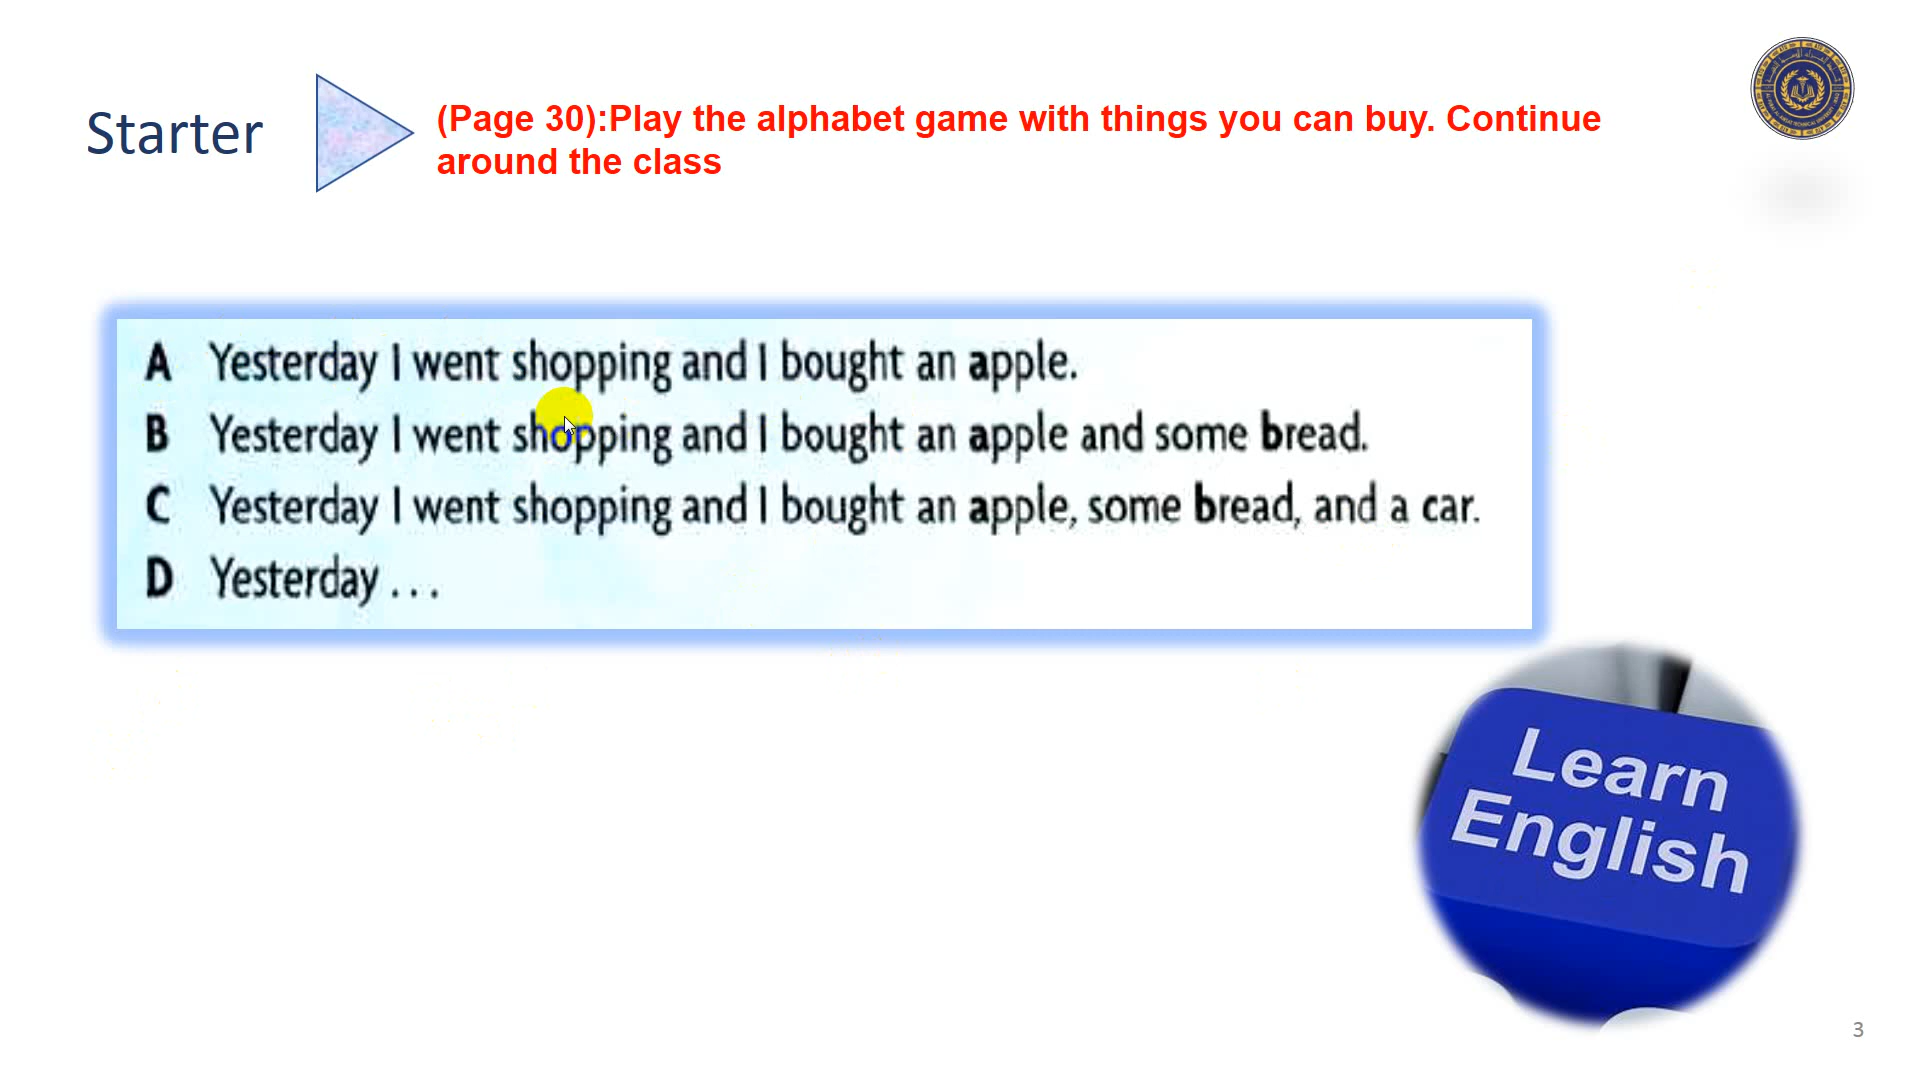 Starter
(Page 30):Play the alphabet game with things you can buy. Continue
around the class
A Yesterday I went shopping and I bought an apple.
B Yesterday I went shopping and I bought an apple and some bread.
C Yesterday I went shopping and I bought an apple, some bread, and a car.
D Yesterday . . .
Learn
English
3